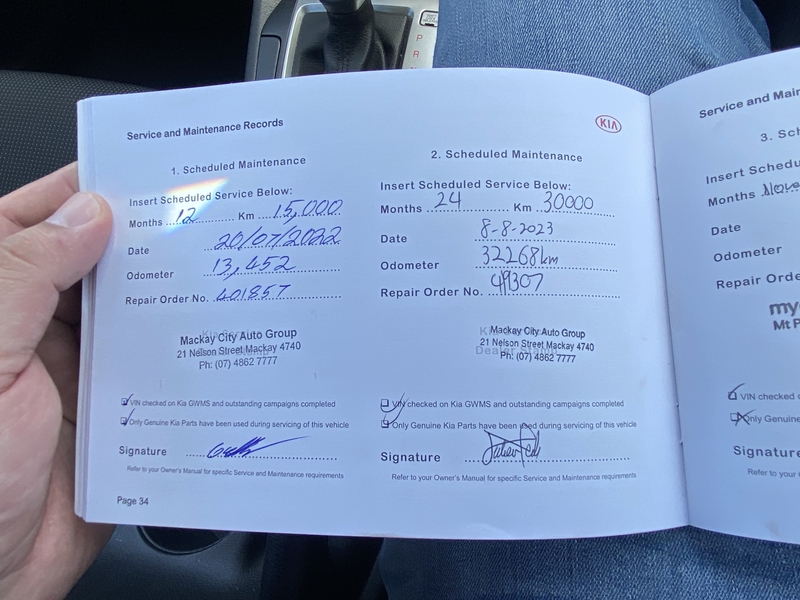 P
R
Service and Maintenance Records
KIA
1. Scheduled Maintenance
Insert Scheduled Service Below:
Months 12 Km 15,000
Date 20/07/2022
Odometer 13,452
Repair Order No. 401857
Mackay City Auto Group
21 Nelson Street Mackay 4740
Ph: (07) 4862 7777
VIN checked on Kia GWMS and outstanding campaigns completed
Only Genuine Kia Parts have been used during servicing of this vehicle
Signature
Refer to your Owner's Manual for specific Service and Maintenance requirements
Page 34
2. Scheduled Maintenance
Insert Scheduled Service Below:
Months 24 Km 30000
Date 8-8-2023
Odometer 32268km
Repair Order No. 49307
Mackay City Auto Group
21 Nelson Street Mackay 4740
Ph: (07) 4862 7777
VIN checked on Kia GWMS and outstanding campaigns completed
Only Genuine Kia Parts have been used during servicing of this vehicle
Signature
Refer to your Owner's Manual for specific Service and Maintenance requirements
Service and Main
3. Sch
Insert Schedu
Months Nove
Date
Odometer
Repair Orde
my
Mt P
VIN checked
Only Genuine
Signature
Refer to you